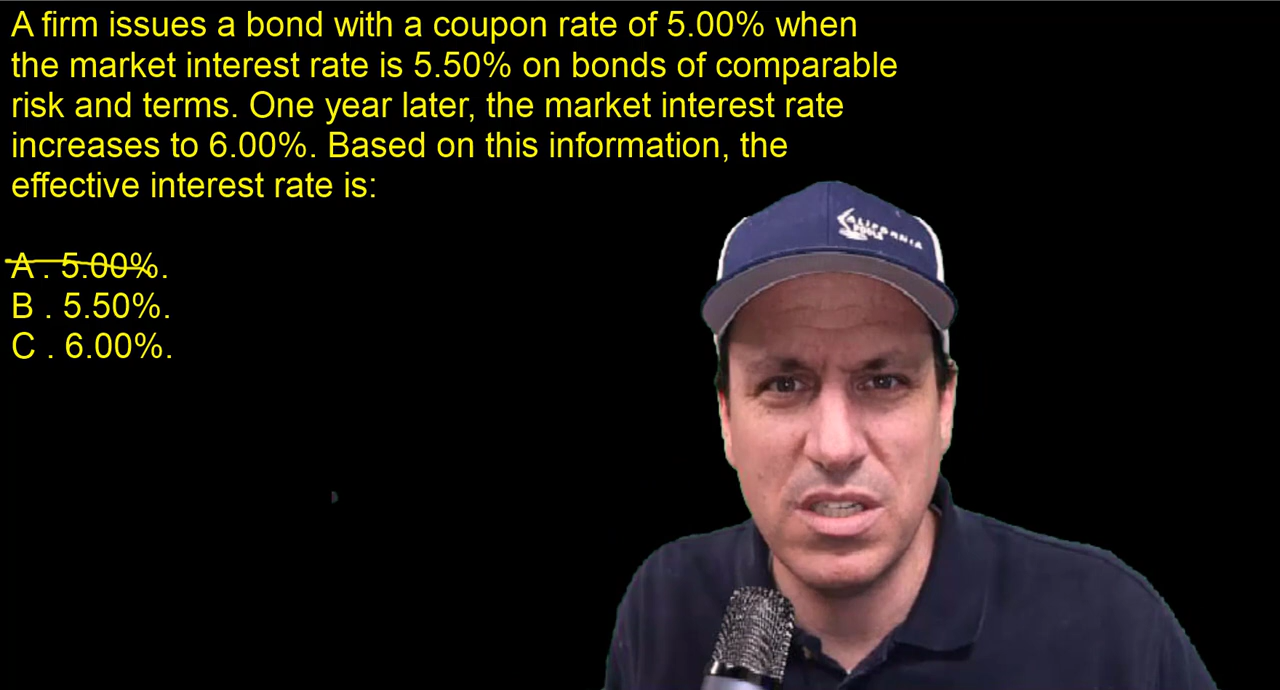 A firm issues a bond with a coupon rate of 5.00% when
the market interest rate is 5.50% on bonds of comparable
risk and terms. One year later, the market interest rate
increases to 6.00%. Based on this information, the
effective interest rate is:
A . 5.00%.
B . 5.50%.
C . 6.00%.
CALIFORNIA
POOLS